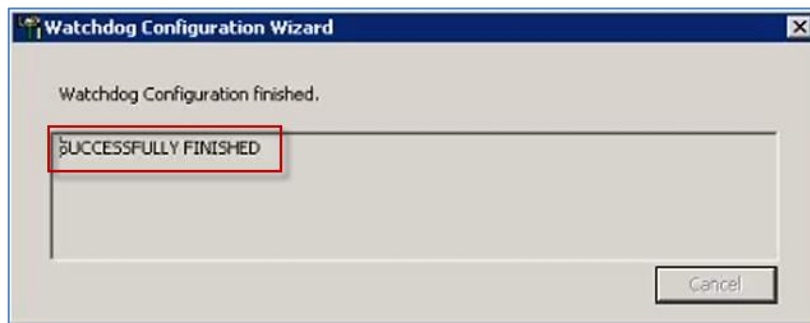 Watchdog Configuration Wizard
Watchdog Configuration finished.
SUCCESSFULLY FINISHED
Cancel